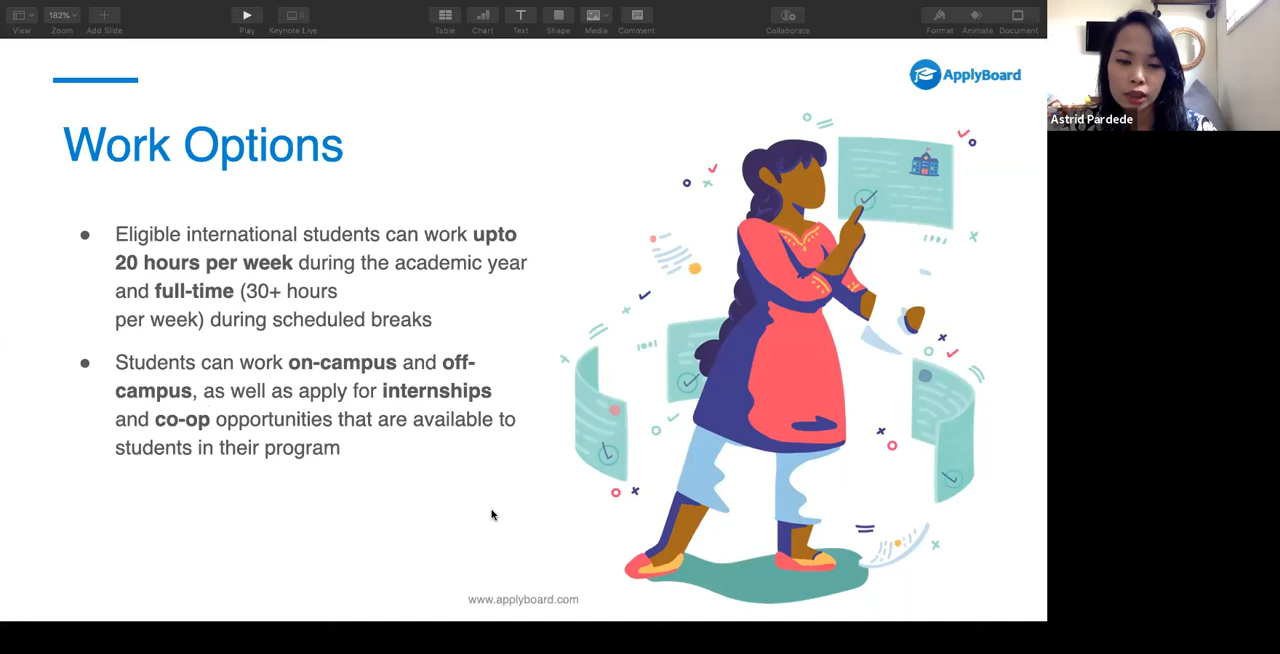 182%
View
Zoom
Add Slide
Play
Keynote Live
Table
Chart
Text
Shape
Media
Comment
Collaborate
Format
Animate
Document
ApplyBoard
Astrid Pardede
Work Options
Eligible international students can work upto
20 hours per week during the academic year
and full-time (30+ hours
per week) during scheduled breaks
Students can work on-campus and off-
campus, as well as apply for internships
and co-op opportunities that are available to
students in their program
www.applyboard.com